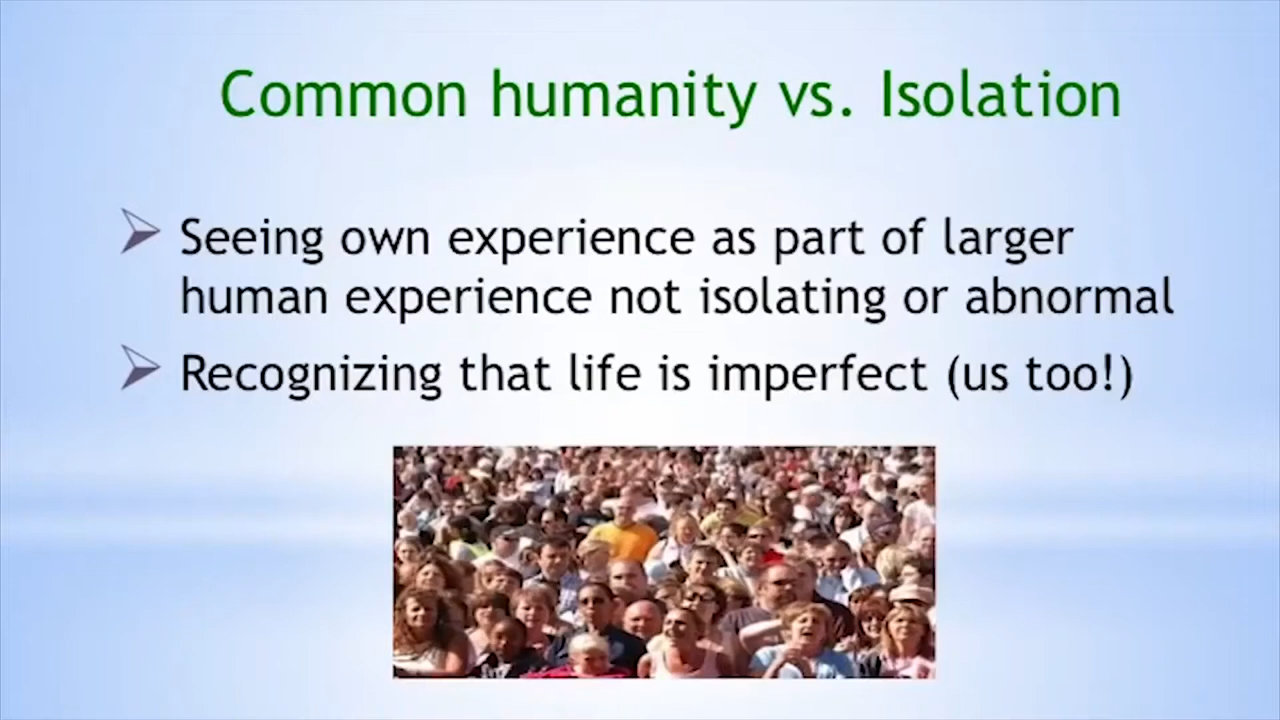 Common humanity vs. Isolation
Seeing own experience as part of larger
human experience not isolating or abnormal
Recognizing that life is imperfect (us too!)